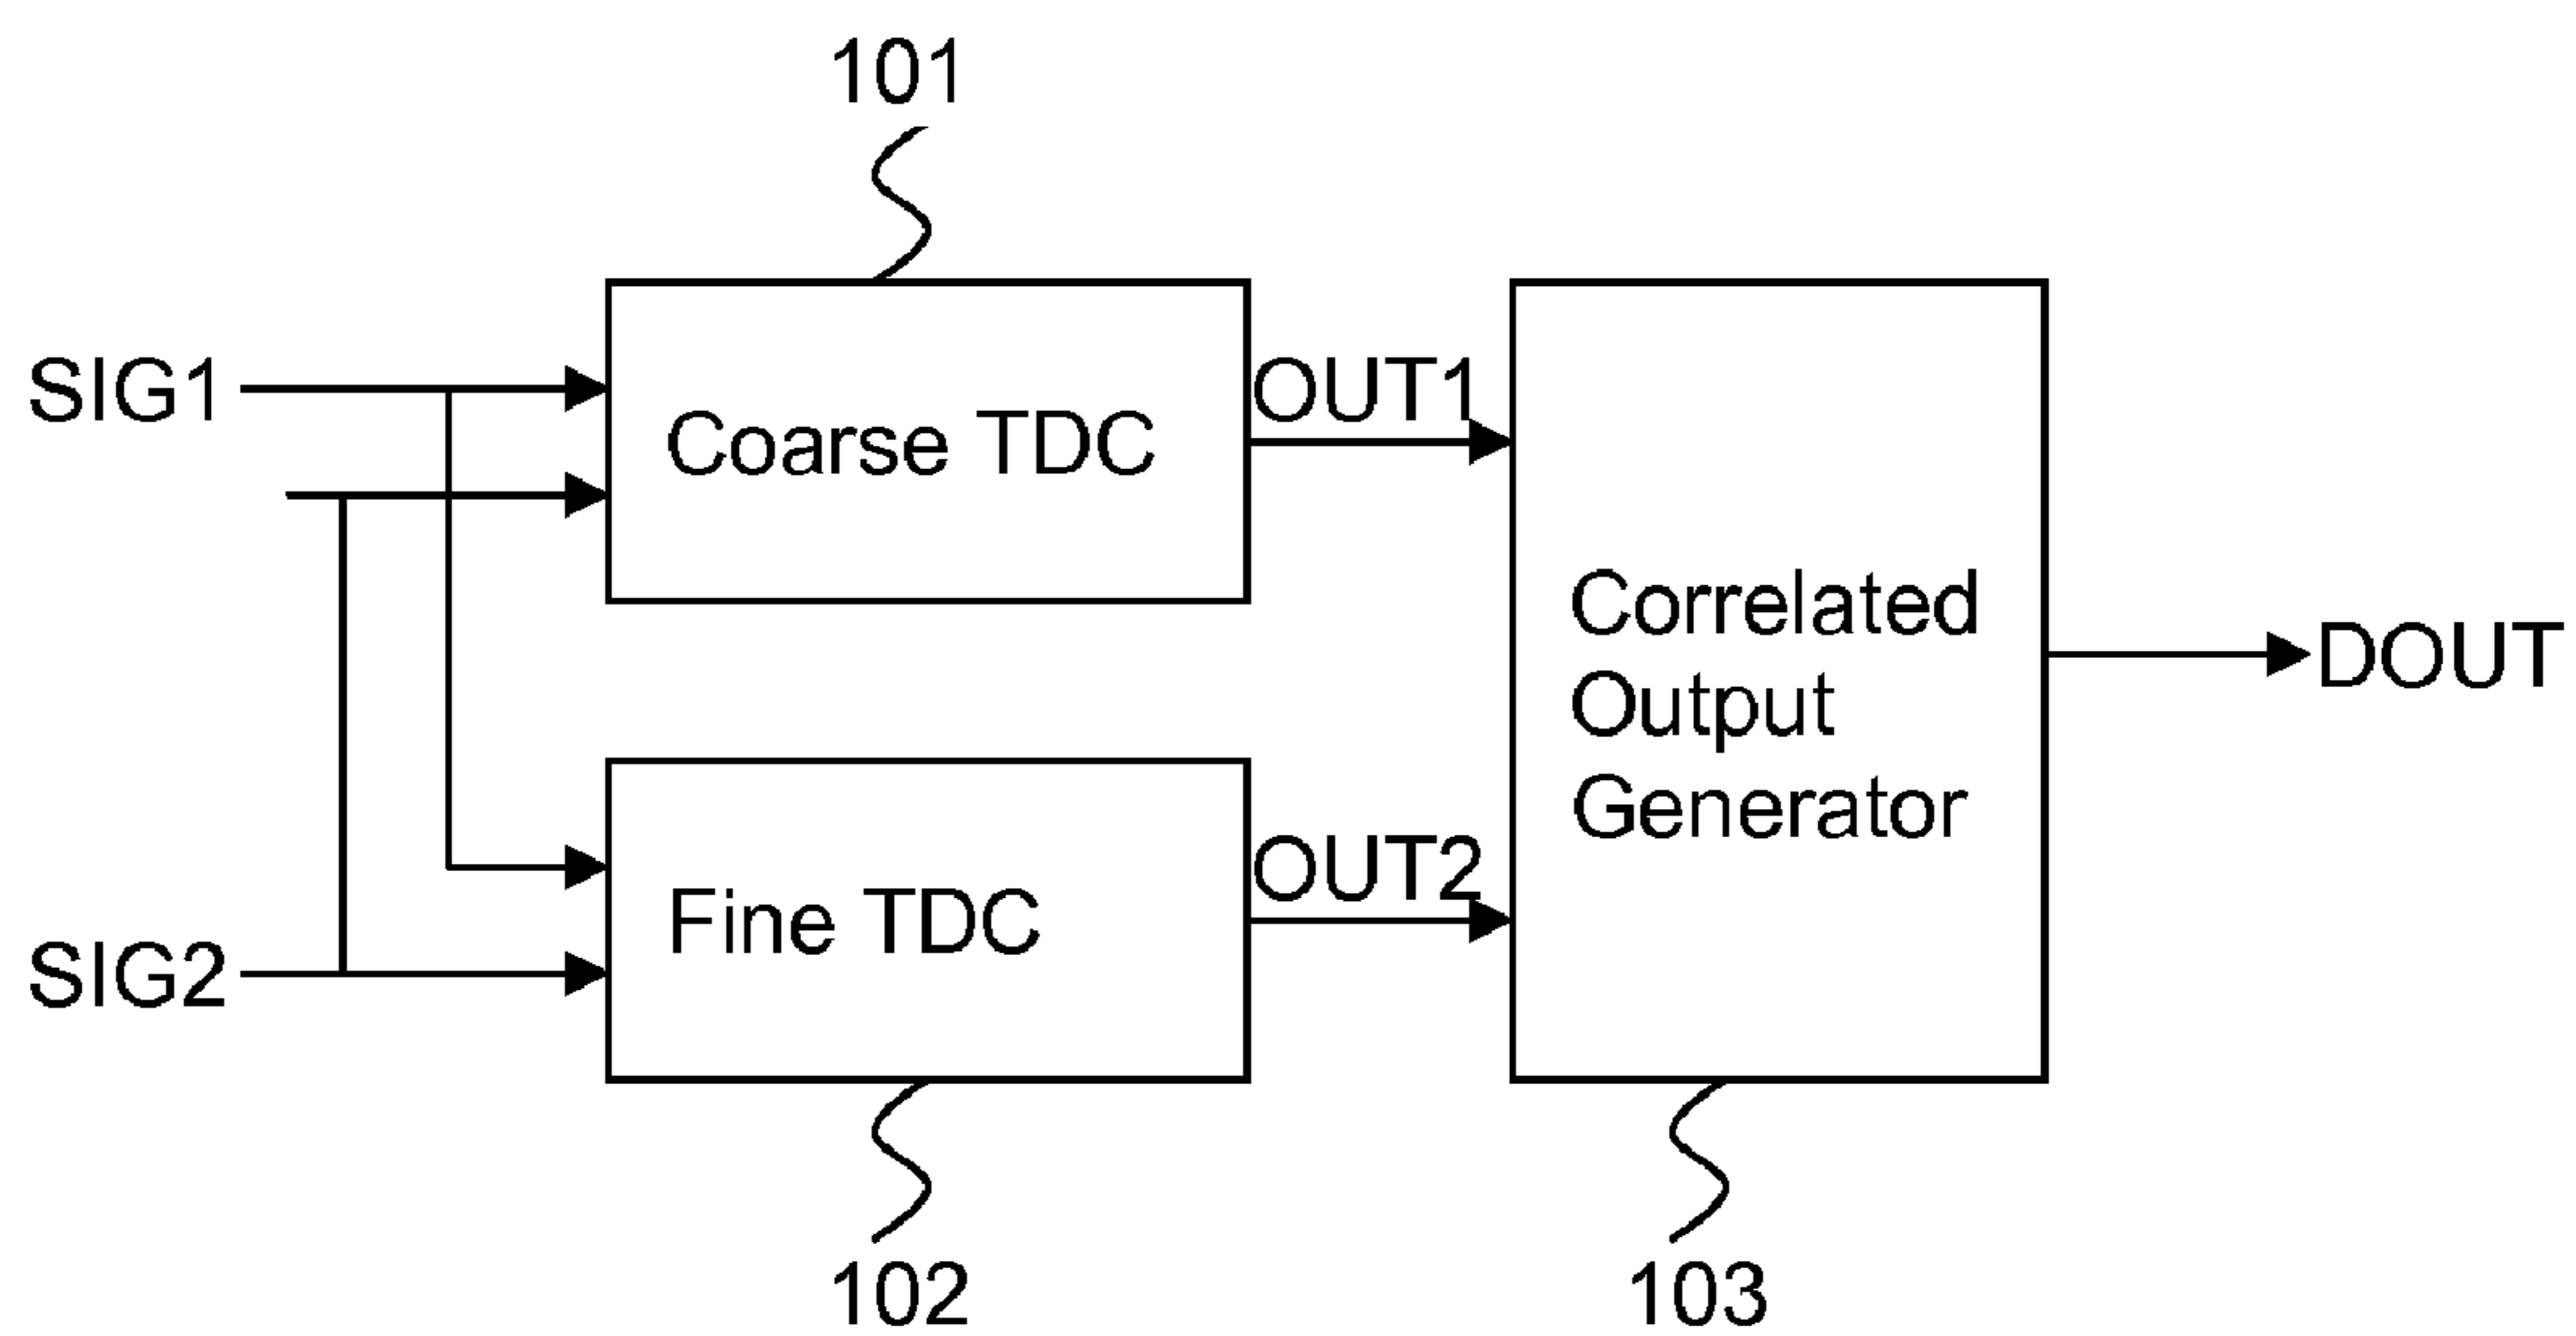 101
SIG1
Coarse TDC
OUT1
Correlated
Output
Generator
DOUT
Fine TDC
OUT2
SIG2
102
103